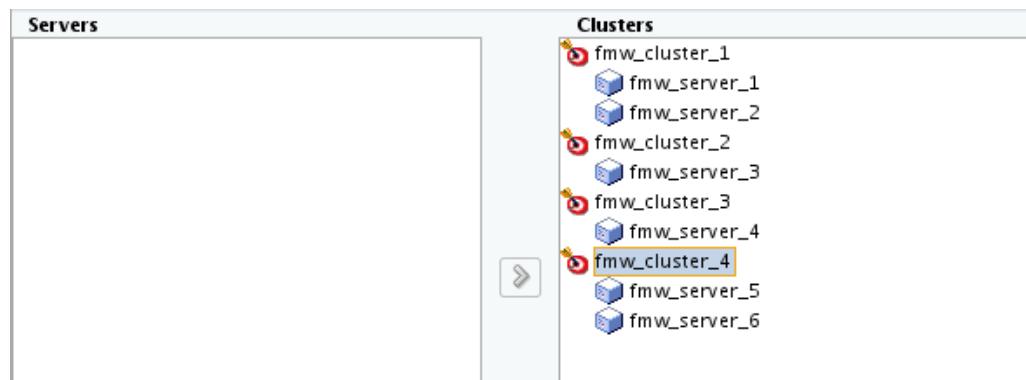 Servers
Clusters
fmw_cluster_1
fmw_server_1
fmw_server_2
fmw_cluster_2
fmw_server_3
fmw_cluster_3
fmw_server_4
fmw_cluster_4
fmw_server_5
fmw_server_6